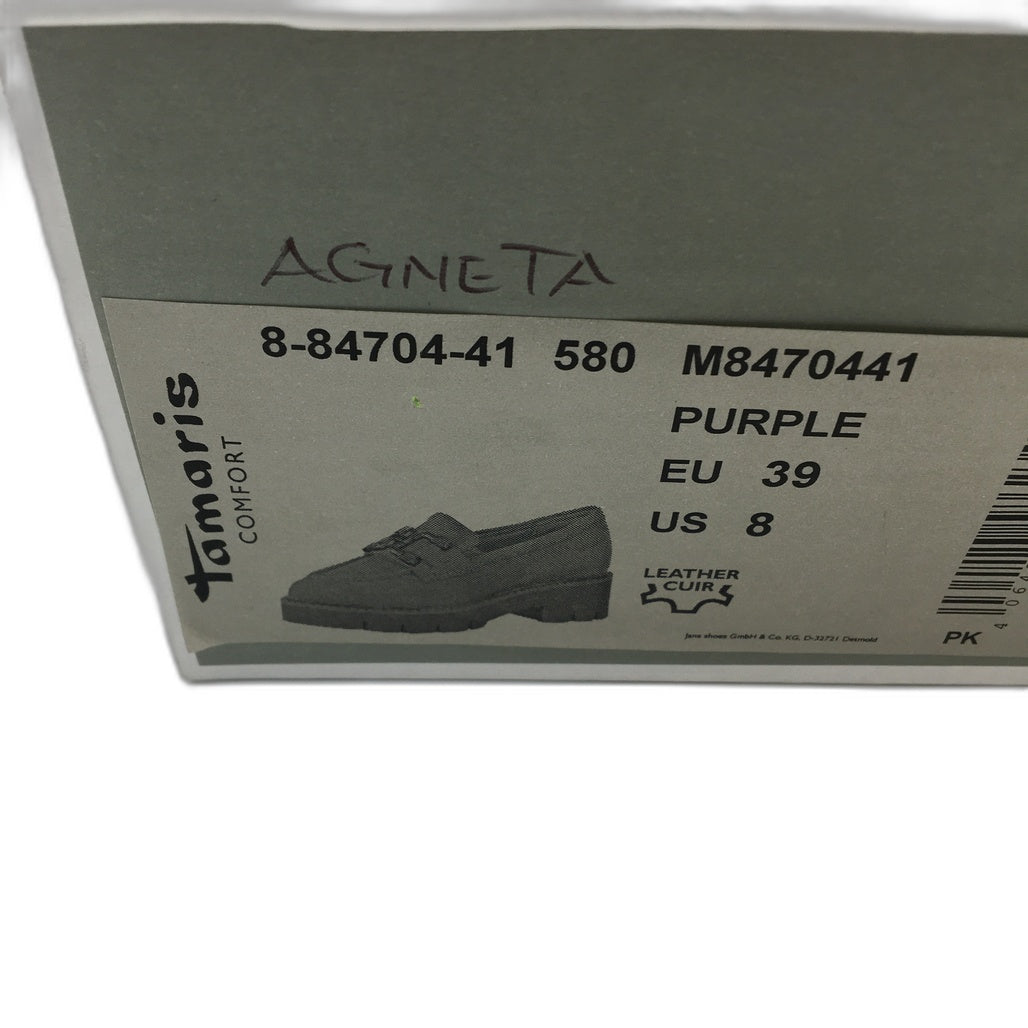 AGNETA
8-84704-41 580 M8470441
PURPLE
EU 39
US 8
Tamaris
COMFORT
LEATHER
CUIR
Jana shoes GmbH & Co. KG, D-32721 Detmold
PK